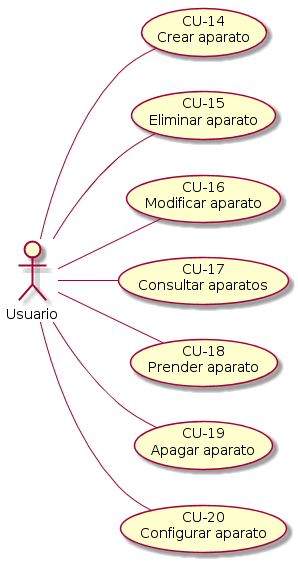 CU-14
Crear aparato
CU-15
Eliminar aparato
CU-16
Modificar aparato
CU-17
Consultar aparatos
Usuario
CU-18
Prender aparato
CU-19
Apagar aparato
CU-20
Configurar aparato